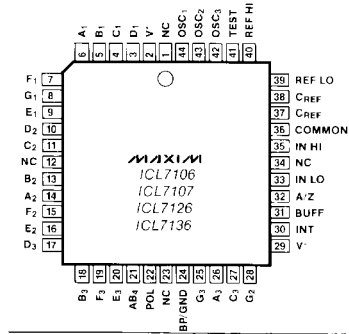 A₁ B₁ C₁ D₁ V⁺ NC OSC₁ OSC₂ OSC₃ TEST REF HI
6 5 4 3 2 1 44 43 42 41 40
F₁ 7
G₁ 8
E₁ 9
D₂ 10
C₂ 11
NC 12
B₂ 13
A₂ 14
F₂ 15
E₂ 16
D₃ 17
MAXIM
ICL7106
ICL7107
ICL7126
ICL7136
39 REF LO
38 CREF
37 CREF
36 COMMON
35 IN HI
34 NC
33 IN LO
32 A/Z
31 BUFF
30 INT
29 V⁻
18 19 20 21 22 23 24 25 26 27 28
B₃ F₃ E₃ AB₄ POL NC BP/GND G₃ A₃ C₃ G₂